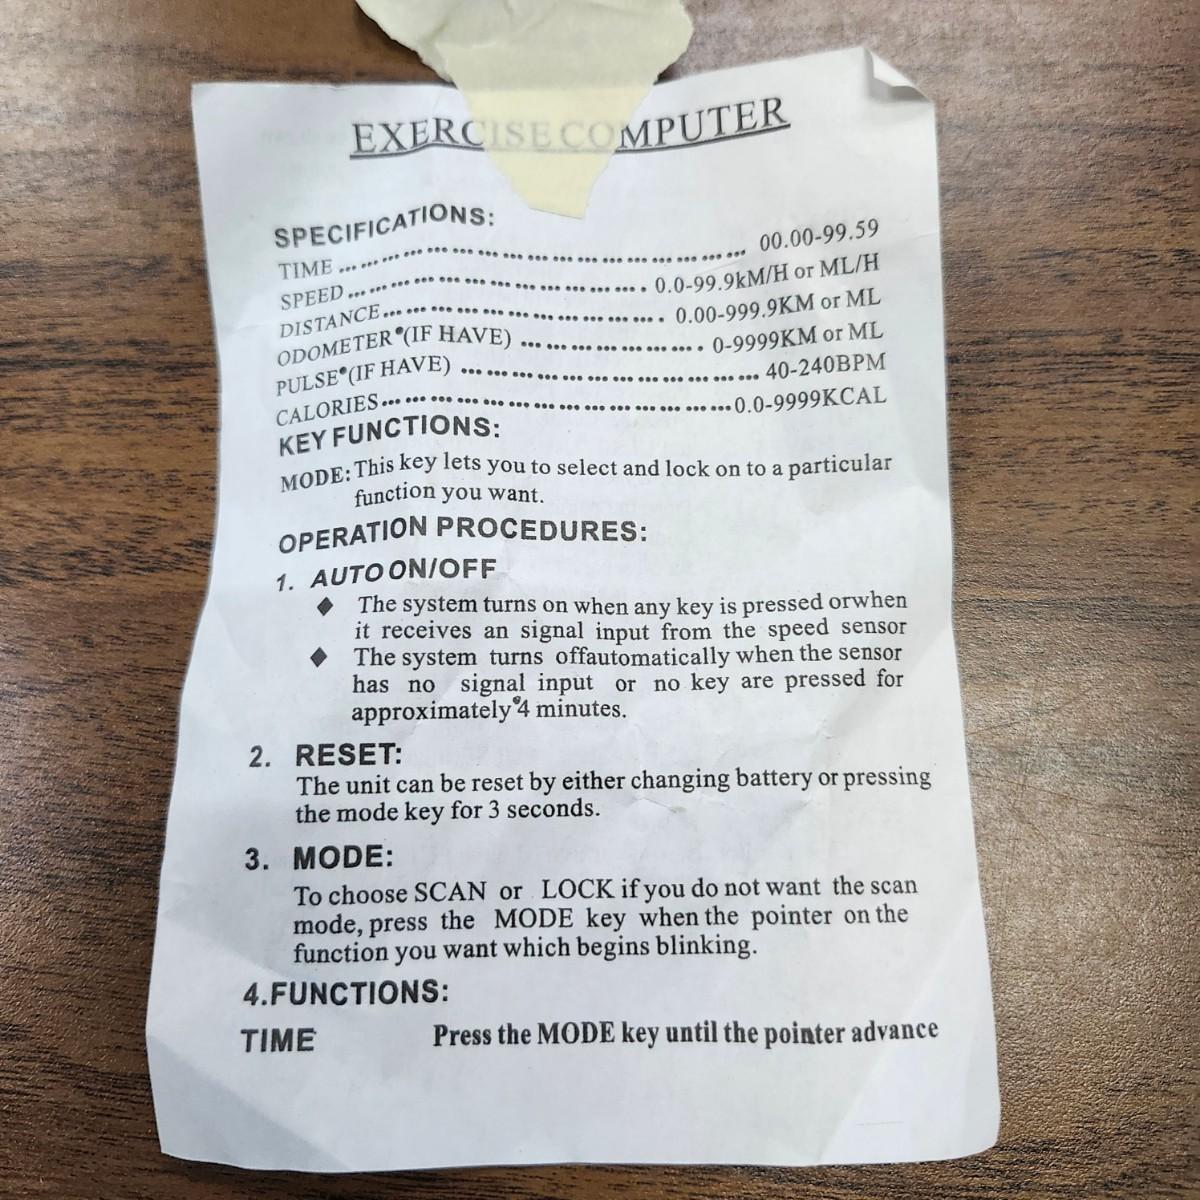 EXERCISE COMPUTER
SPECIFICATIONS:
TIME ........................................................ 00.00-99.59
SPEED ........................................ 0.0-99.9kM/H or ML/H
DISTANCE........................................ 0.00-999.9KM or ML
ODOMETER•(IF HAVE) ........................ 0-9999KM or ML
PULSE•(IF HAVE) ........................................ 40-240BPM
CALORIES................................................0.0-9999KCAL
KEY FUNCTIONS:
MODE: This key lets you to select and lock on to a particular
function you want.
OPERATION PROCEDURES:
1. AUTO ON/OFF
◆ The system turns on when any key is pressed orwhen
it receives an signal input from the speed sensor
◆ The system turns offautomatically when the sensor
has no signal input or no key are pressed for
approximately•4 minutes.
2. RESET:
The unit can be reset by either changing battery or pressing
the mode key for 3 seconds.
3. MODE:
To choose SCAN or LOCK if you do not want the scan
mode, press the MODE key when the pointer on the
function you want which begins blinking.
4.FUNCTIONS:
TIME Press the MODE key until the pointer advance